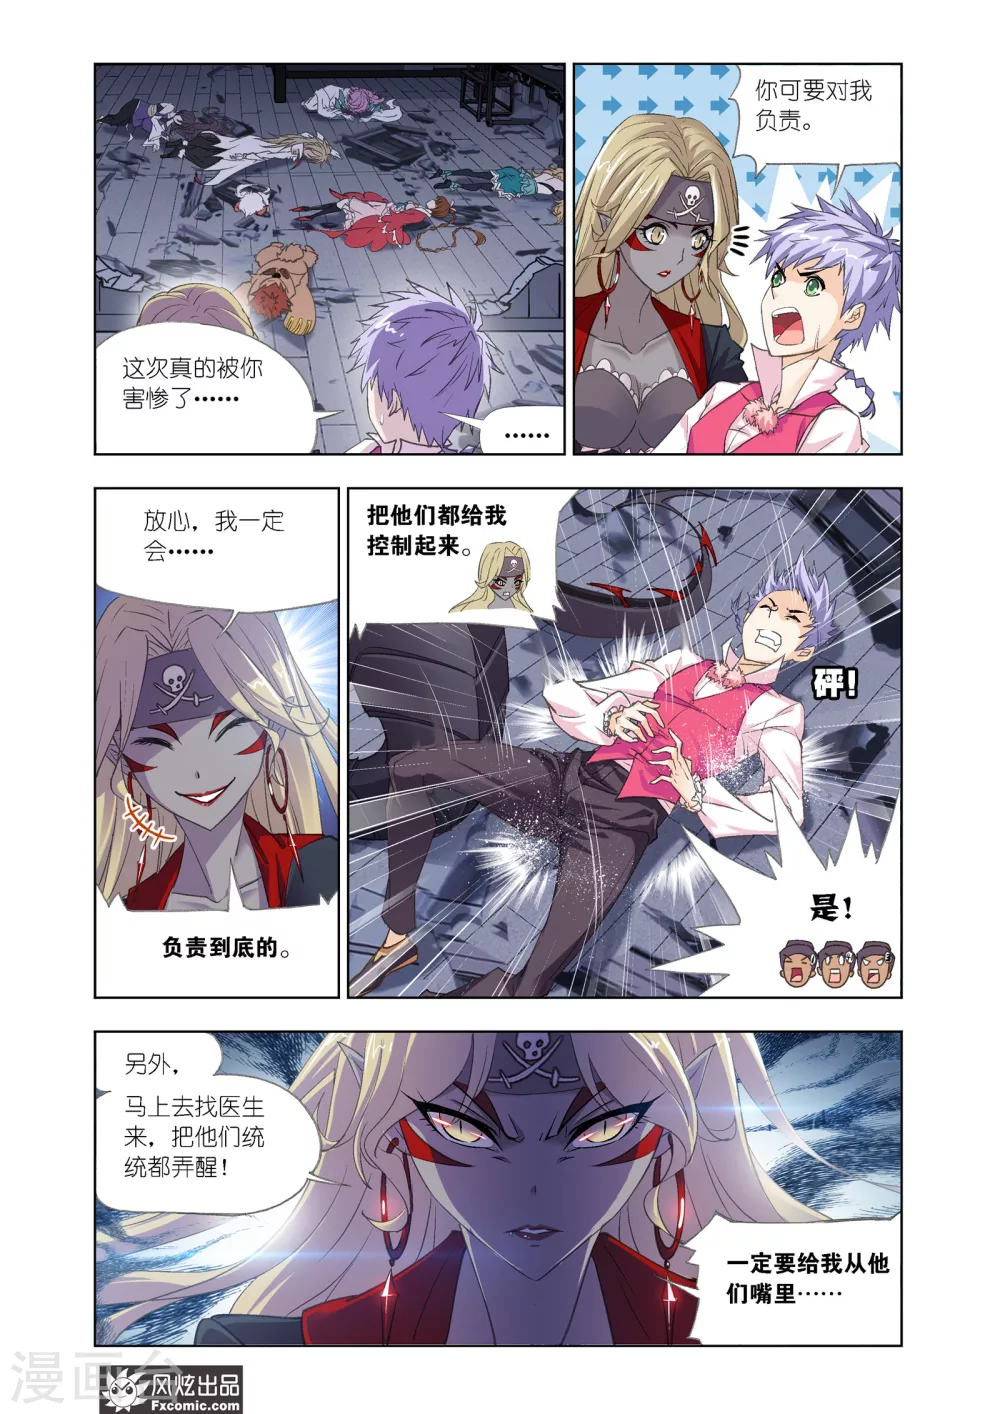 这次真的被你
害惨了……
……
你可要对我
负责。
放心，我一定
会……
负责到底的。
把他们都给我
控制起来。
砰！
是！
1
4
3
另外，
马上去找医生
来，把他们统
统都弄醒！
一定要给我从他
们嘴里……
漫画台
风炫出品
Fxcomic.com